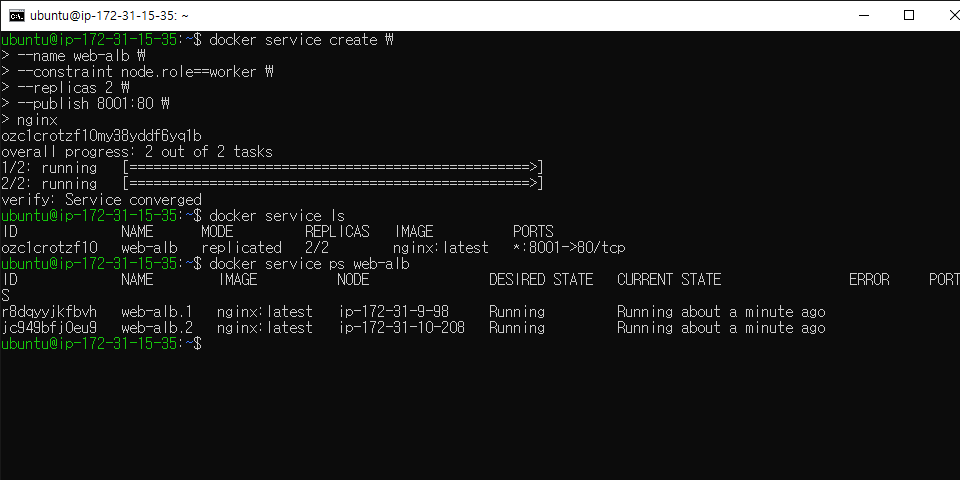 ubuntu@ip-172-31-15-35: ~
ubuntu@ip-172-31-15-35:~$ docker service create ₩
> --name web-alb ₩
> --constraint node.role==worker ₩
> --replicas 2 ₩
> --publish 8001:80 ₩
> nginx
ozc1crotzf10my38yddf6yq1b
overall progress: 2 out of 2 tasks
1/2: running   [==================================================>]
2/2: running   [==================================================>]
verify: Service converged
ubuntu@ip-172-31-15-35:~$ docker service ls
ID             NAME      MODE         REPLICAS   IMAGE          PORTS
ozc1crotzf10   web-alb   replicated   2/2        nginx:latest   *:8001->80/tcp
ubuntu@ip-172-31-15-35:~$ docker service ps web-alb
ID             NAME        IMAGE          NODE               DESIRED STATE   CURRENT STATE                ERROR     PORT
S
r8dqyyjkfbvh   web-alb.1   nginx:latest   ip-172-31-9-98     Running         Running about a minute ago
jc949bfj0eu9   web-alb.2   nginx:latest   ip-172-31-10-208   Running         Running about a minute ago
ubuntu@ip-172-31-15-35:~$